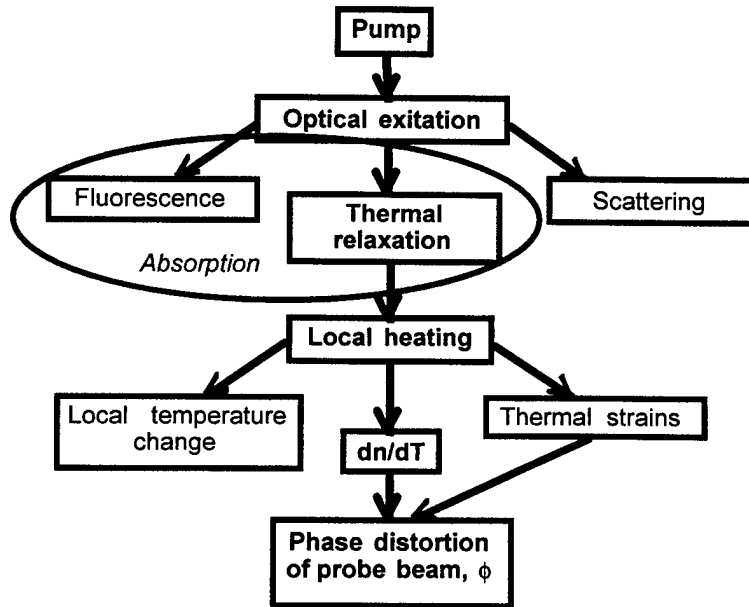 Pump
Optical exitation
Fluorescence
Scattering
Thermal
relaxation
Absorption
Local heating
Local temperature
change
Thermal strains
dn/dT
Phase distortion
of probe beam, ϕ